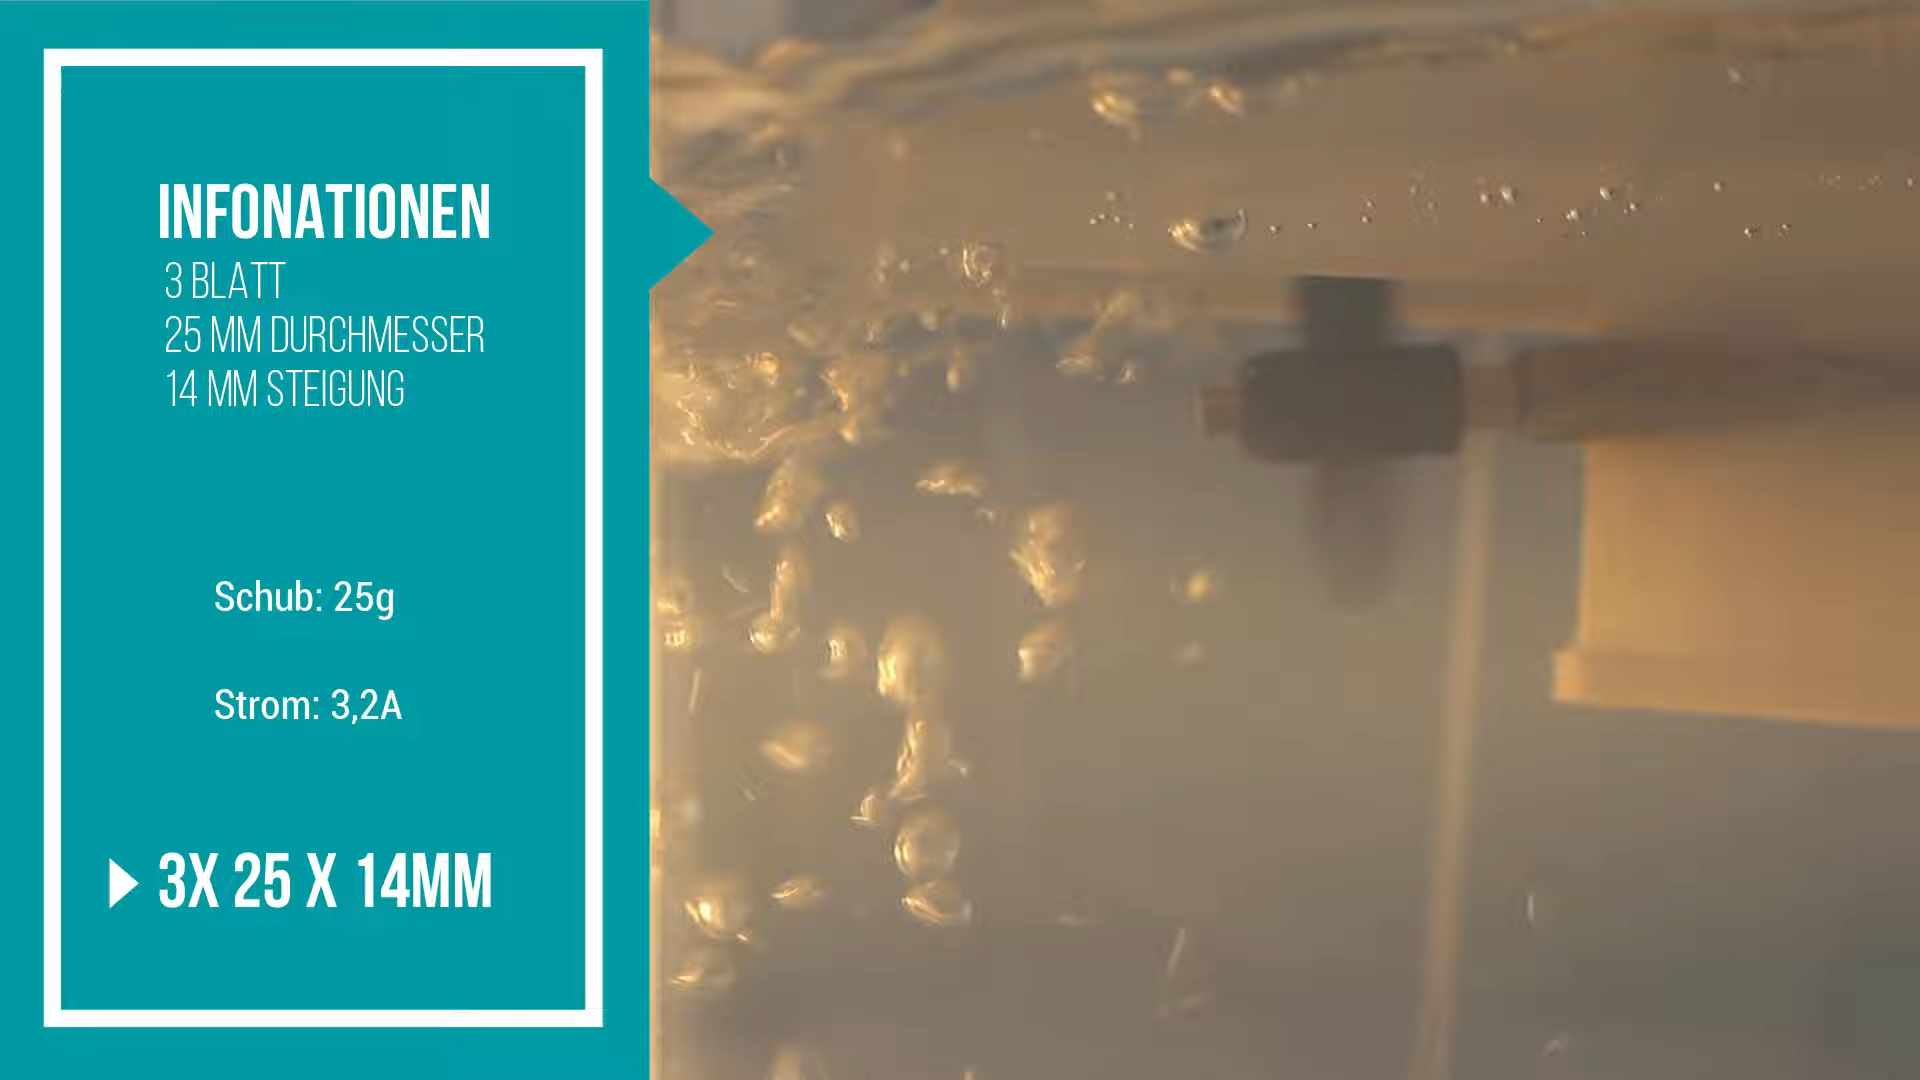 INFONATIONEN
3 BLATT
25 MM DURCHMESSER
14 MM STEIGUNG
Schub: 25g
Strom: 3,2A
3X 25 X 14MM